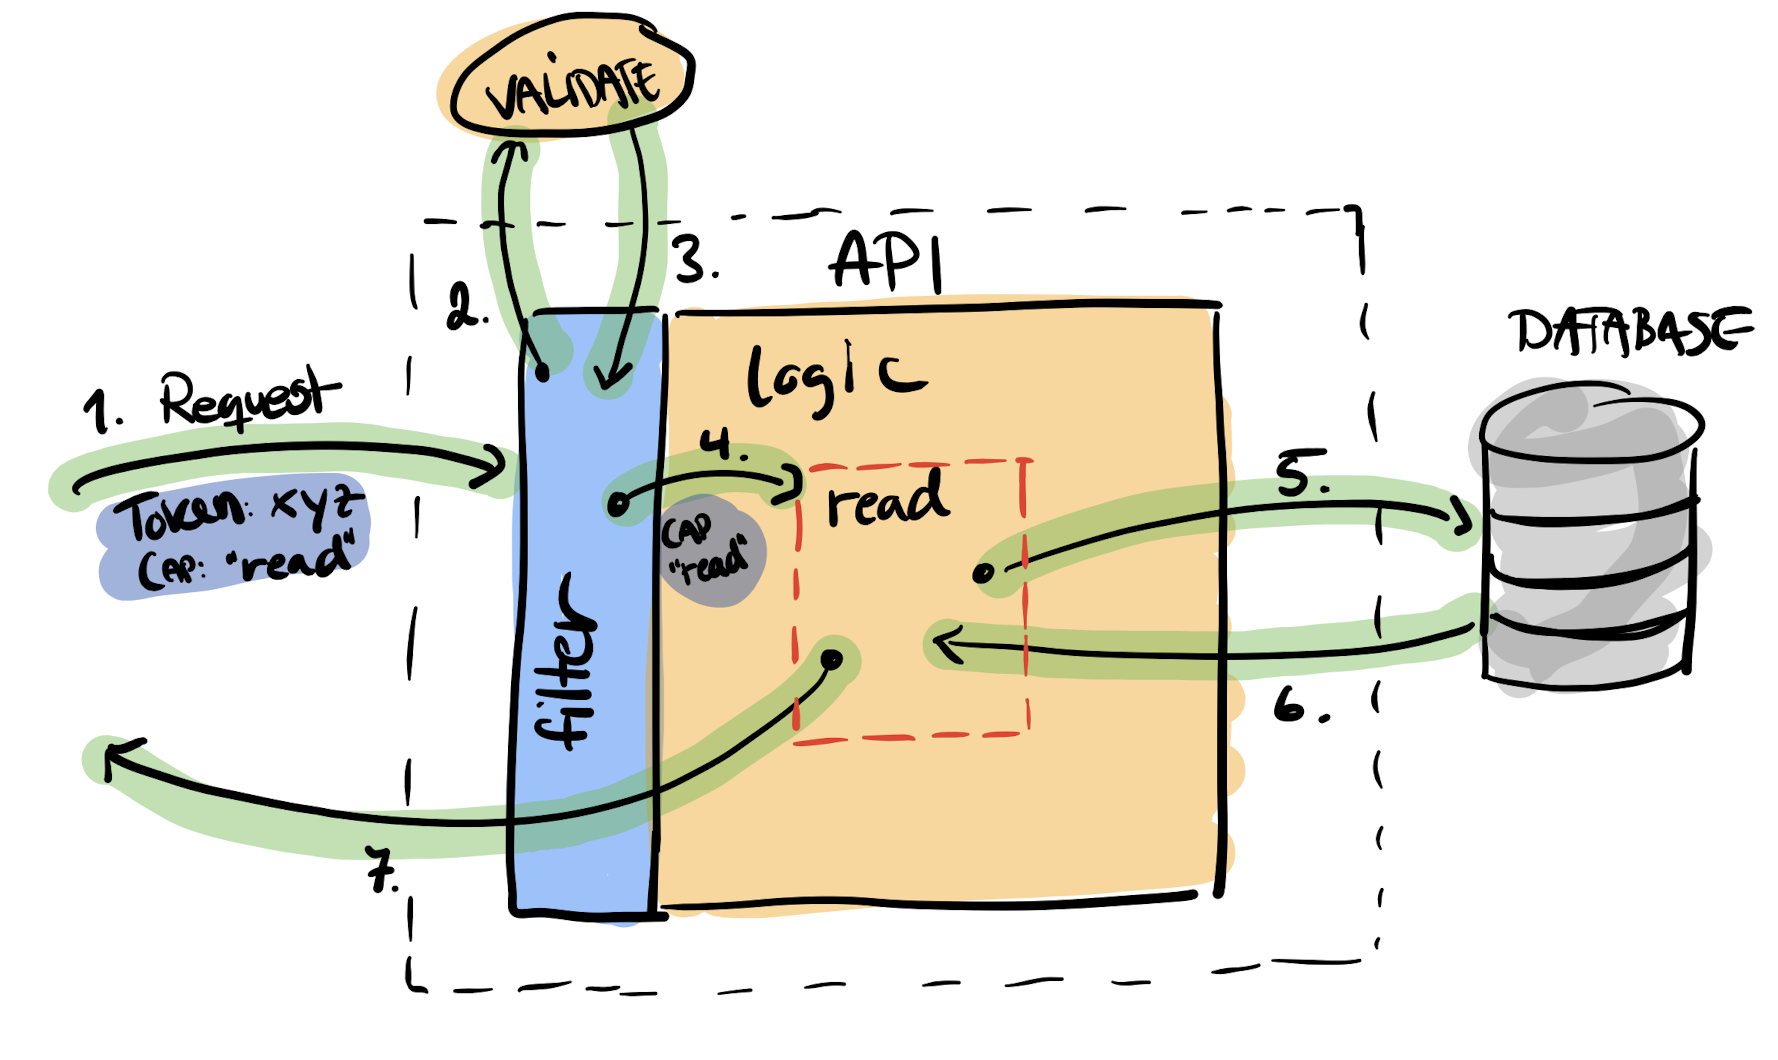 VALiDATE
2.
3.
API
DATABASE
1. Request
logic
Token: xyz
CAP: "read"
4.
read
5.
CAP
"read"
filter
6.
7.